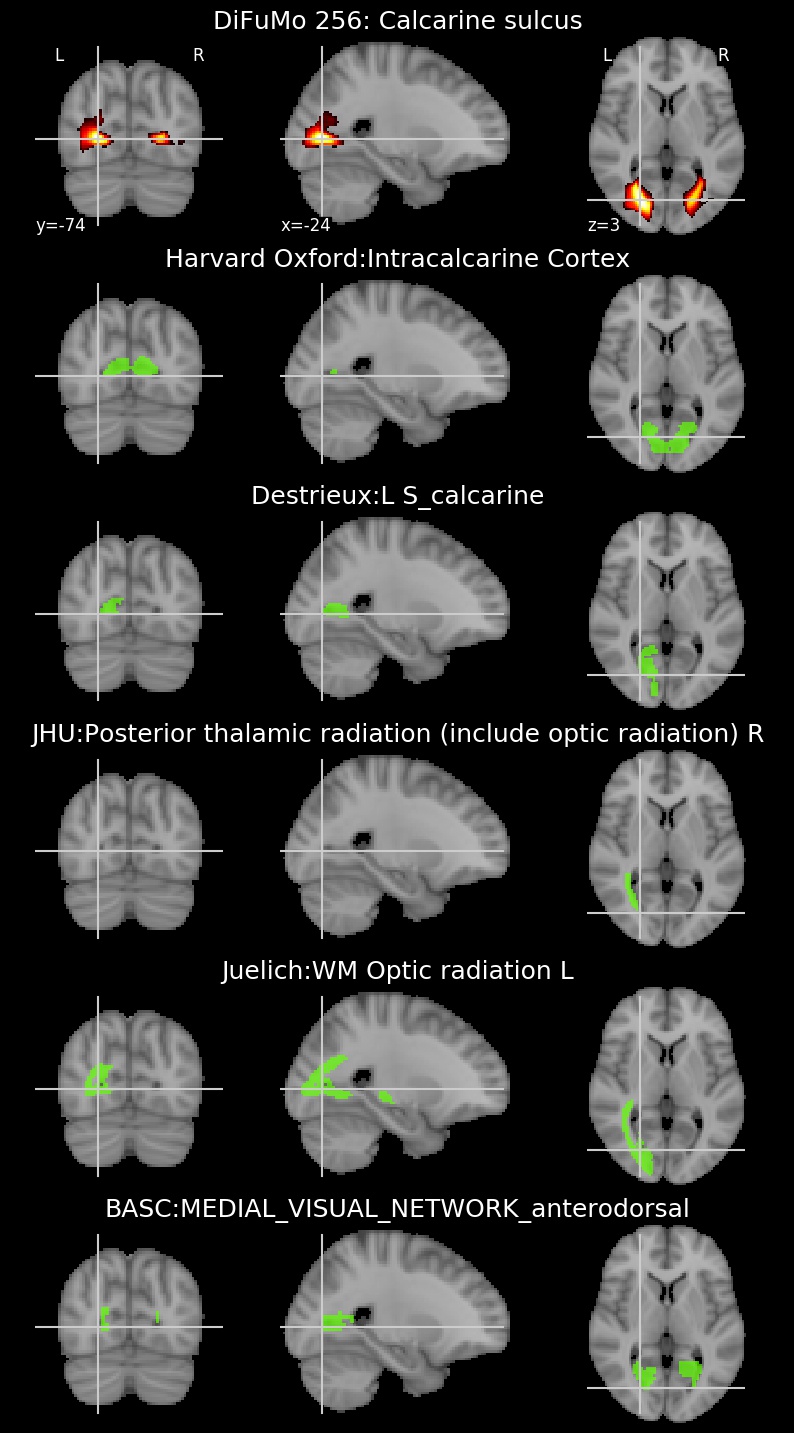 DiFuMo 256: Calcarine sulcus
L R L R
y=-74 x=-24 z=3
Harvard Oxford:Intracalcarine Cortex
Destrieux:L S_calcarine
JHU:Posterior thalamic radiation (include optic radiation) R
Juelich:WM Optic radiation L
BASC:MEDIAL_VISUAL_NETWORK_anterodorsal